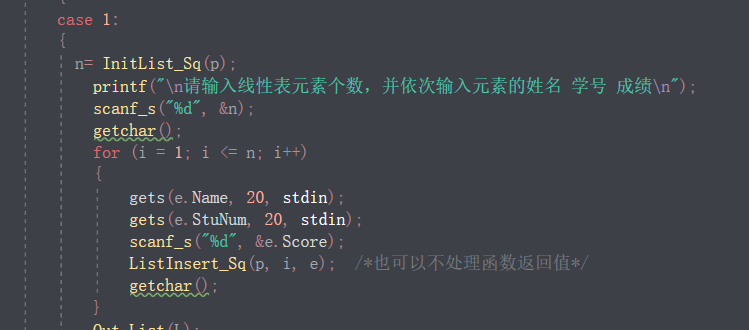 {
case 1:
{
n= InitList_Sq(p);
printf("\n请输入线性表元素个数，并依次输入元素的姓名 学号 成绩\n");
scanf_s("%d", &n);
getchar();
for (i = 1; i <= n; i++)
{
gets(e.Name, 20, stdin);
gets(e.StuNum, 20, stdin);
scanf_s("%d", &e.Score);
ListInsert_Sq(p, i, e);  /*也可以不处理函数返回值*/
getchar();
}
Out_List(L);